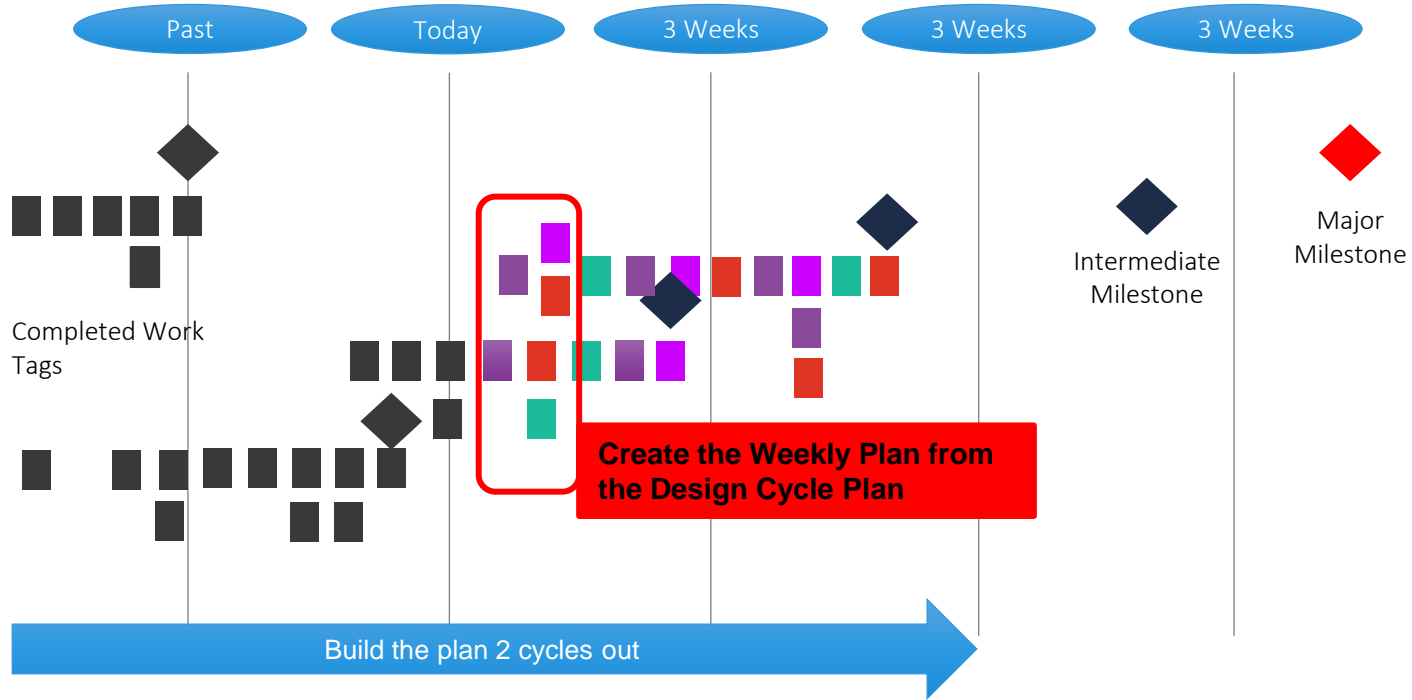 Past
Today
3 Weeks
3 Weeks
3 Weeks
Major
Milestone
Intermediate
Milestone
Completed Work
Tags
Create the Weekly Plan from
the Design Cycle Plan
Build the plan 2 cycles out